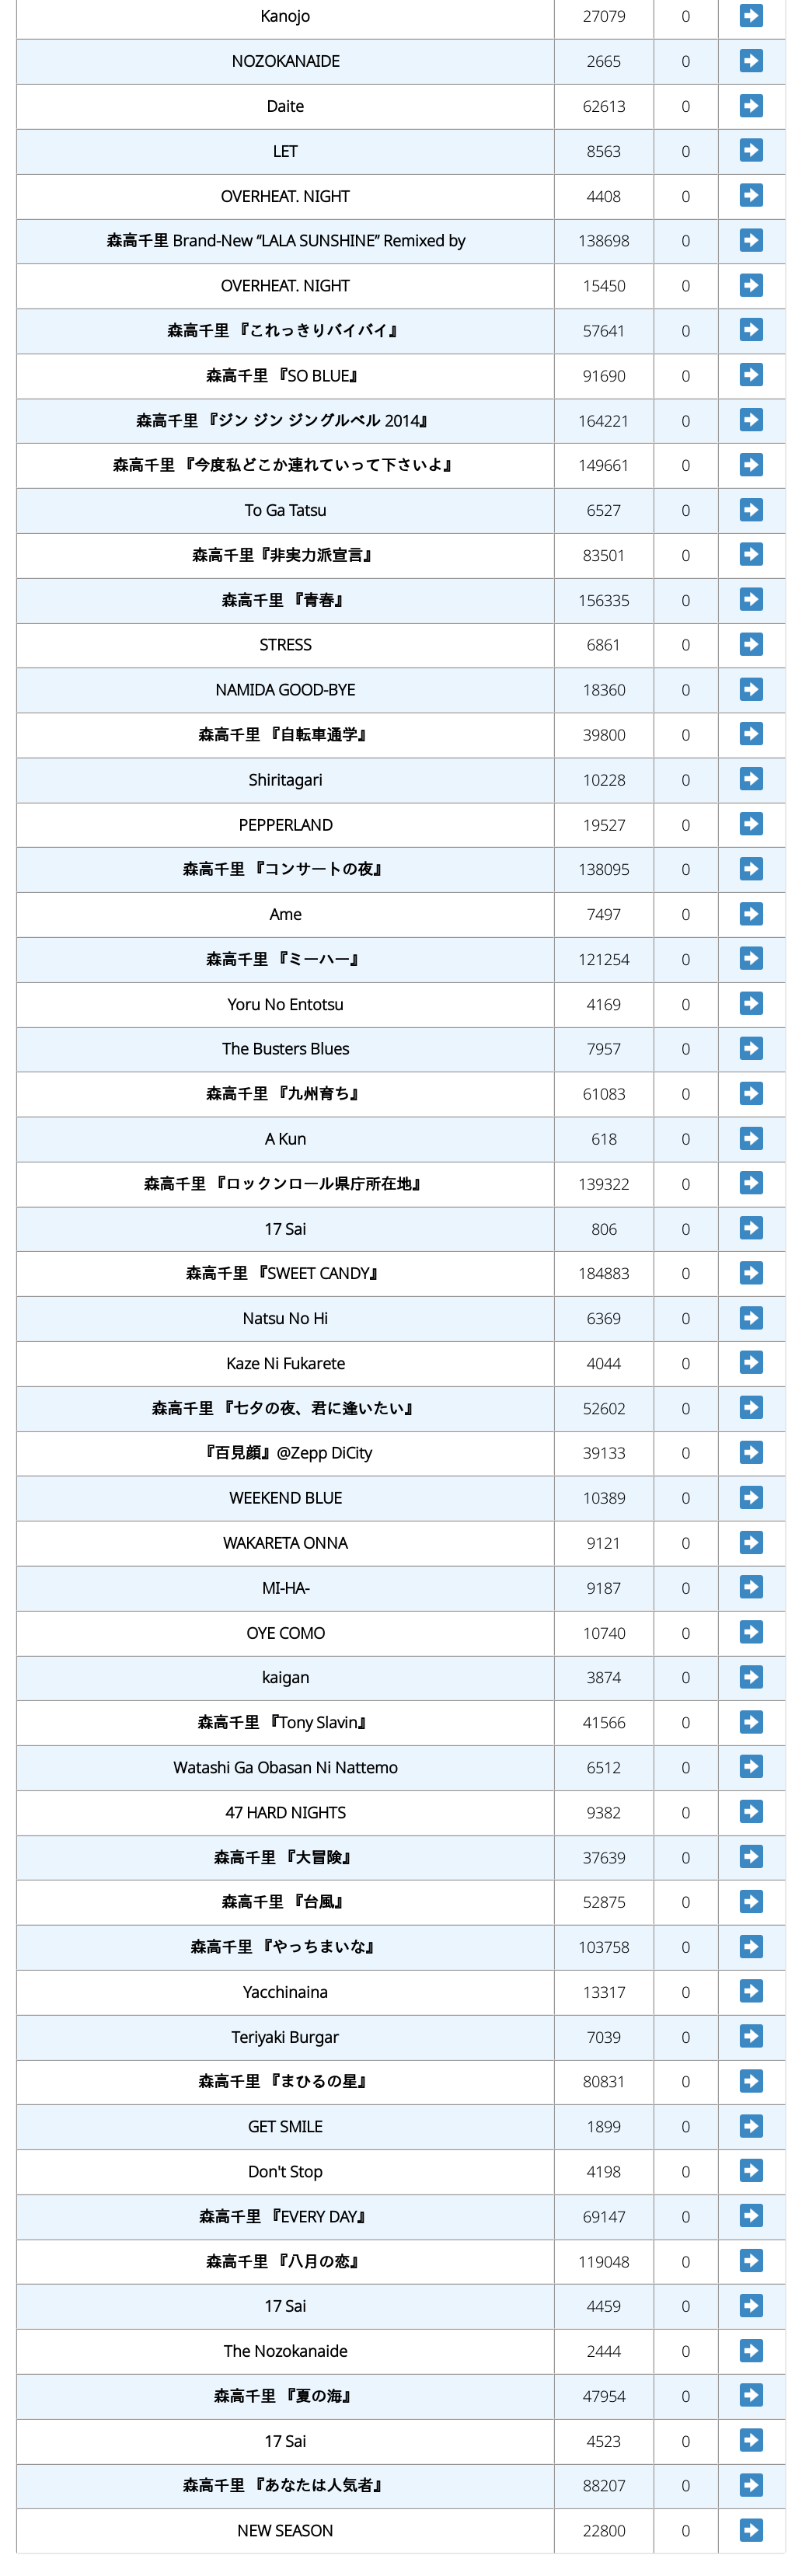 Kanojo 27079 0
NOZOKANAIDE 2665 0
Daite 62613 0
LET 8563 0
OVERHEAT. NIGHT 4408 0
森高千里 Brand-New “LALA SUNSHINE” Remixed by 138698 0
OVERHEAT. NIGHT 15450 0
森高千里 『これっきりバイバイ』 57641 0
森高千里 『SO BLUE』 91690 0
森高千里 『ジン ジン ジングルベル 2014』 164221 0
森高千里 『今度私どこか連れていって下さいよ』 149661 0
To Ga Tatsu 6527 0
森高千里『非実力派宣言』 83501 0
森高千里 『青春』 156335 0
STRESS 6861 0
NAMIDA GOOD-BYE 18360 0
森高千里 『自転車通学』 39800 0
Shiritagari 10228 0
PEPPERLAND 19527 0
森高千里 『コンサートの夜』 138095 0
Ame 7497 0
森高千里 『ミーハー』 121254 0
Yoru No Entotsu 4169 0
The Busters Blues 7957 0
森高千里 『九州育ち』 61083 0
A Kun 618 0
森高千里 『ロックンロール県庁所在地』 139322 0
17 Sai 806 0
森高千里 『SWEET CANDY』 184883 0
Natsu No Hi 6369 0
Kaze Ni Fukarete 4044 0
森高千里 『七夕の夜、君に逢いたい』 52602 0
『百見顔』@Zepp DiCity 39133 0
WEEKEND BLUE 10389 0
WAKARETA ONNA 9121 0
MI-HA- 9187 0
OYE COMO 10740 0
kaigan 3874 0
森高千里 『Tony Slavin』 41566 0
Watashi Ga Obasan Ni Nattemo 6512 0
47 HARD NIGHTS 9382 0
森高千里 『大冒険』 37639 0
森高千里 『台風』 52875 0
森高千里 『やっちまいな』 103758 0
Yacchinaina 13317 0
Teriyaki Burgar 7039 0
森高千里 『まひるの星』 80831 0
GET SMILE 1899 0
Don't Stop 4198 0
森高千里 『EVERY DAY』 69147 0
森高千里 『八月の恋』 119048 0
17 Sai 4459 0
The Nozokanaide 2444 0
森高千里 『夏の海』 47954 0
17 Sai 4523 0
森高千里 『あなたは人気者』 88207 0
NEW SEASON 22800 0